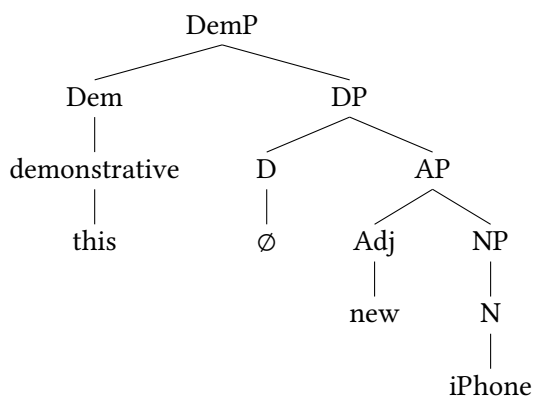 DemP
Dem DP
demonstrative D AP
this ∅ Adj NP
new N
iPhone